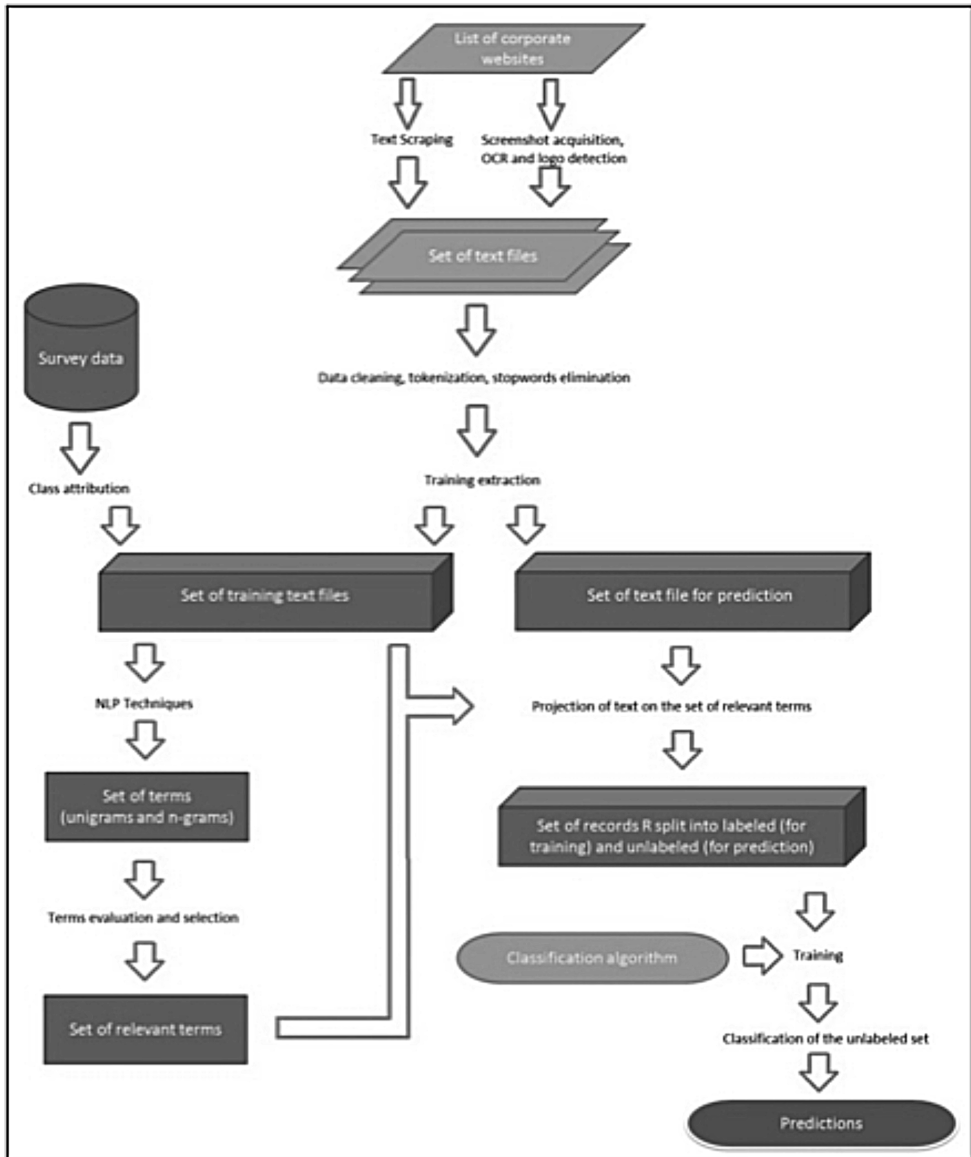 List of corporate
websites
Text Scraping
Screenshot acquisition,
OCR and logo detection
Set of text files
Survey data
Data cleaning, tokenization, stopwords elimination
Class attribution
Training extraction
Set of training text files
Set of text file for prediction
NLP Techniques
Projection of text on the set of relevant terms
Set of terms
(unigrams and n-grams)
Set of records R split into labeled (for
training) and unlabeled (for prediction)
Terms evaluation and selection
Classification algorithm
Training
Set of relevant terms
Classification of the unlabeled set
Predictions